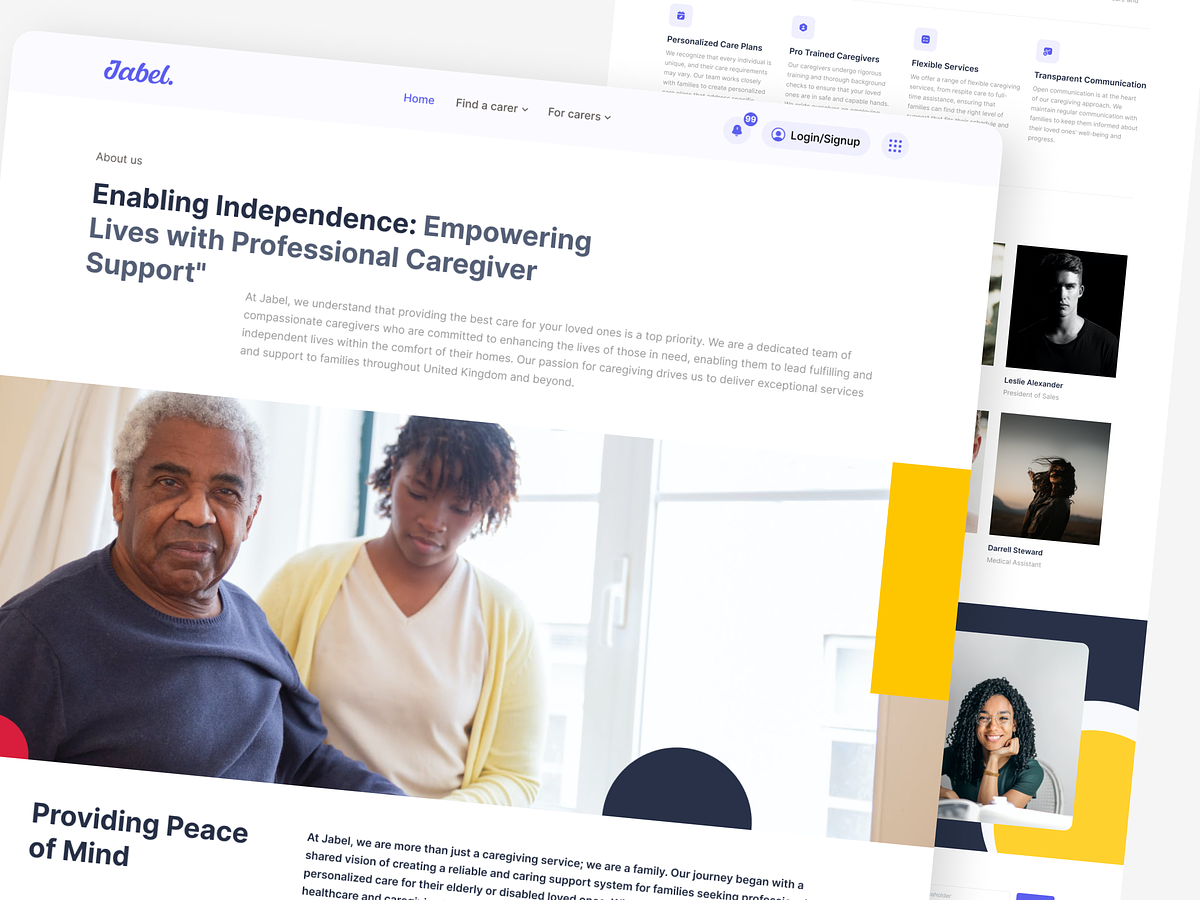 Jabel.
Home
Find a carer
For carers
99
Login/Signup
About us
Enabling Independence: Empowering
Lives with Professional Caregiver
Support"
At Jabel, we understand that providing the best care for your loved ones is a top priority. We are a dedicated team of
compassionate caregivers who are committed to enhancing the lives of those in need, enabling them to lead fulfilling and
independent lives within the comfort of their homes. Our passion for caregiving drives us to deliver exceptional services
and support to families throughout United Kingdom and beyond.
Providing Peace
of Mind
At Jabel, we are more than just a caregiving service; we are a family. Our journey began with a
shared vision of creating a reliable and caring support system for families seeking
personalized care for their elderly or disabled loved
healthcare and
Personalized Care Plans
We recognize that every individual is
unique, and their care requirements
may vary. Our team works closely
with families to create personalized
Pro Trained Caregivers
Our caregivers undergo rigorous
training and thorough background
checks to ensure that your loved
ones are in safe and capable hands.
Flexible Services
We offer a range of flexible caregiving
services, from respite care to full-
time assistance, ensuring that
families can find the right level of
Transparent Communication
Open communication is at the heart
of our caregiving approach. We
maintain regular communication with
families to keep them informed about
their loved ones' well-being and
progress.
Leslie Alexander
President of Sales
Darrell Steward
Medical Assistant